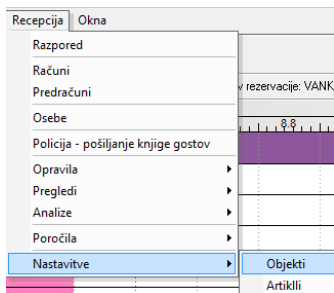 Recepcija Okna
Razpored
Računi
Predračuni
v rezervacije: VANK
Osebe
8.8
Policija - pošiljanje knjige gostov
Opravila
Pregledi
Analize
Poročila
Nastavitve
Objekti
Artiklli